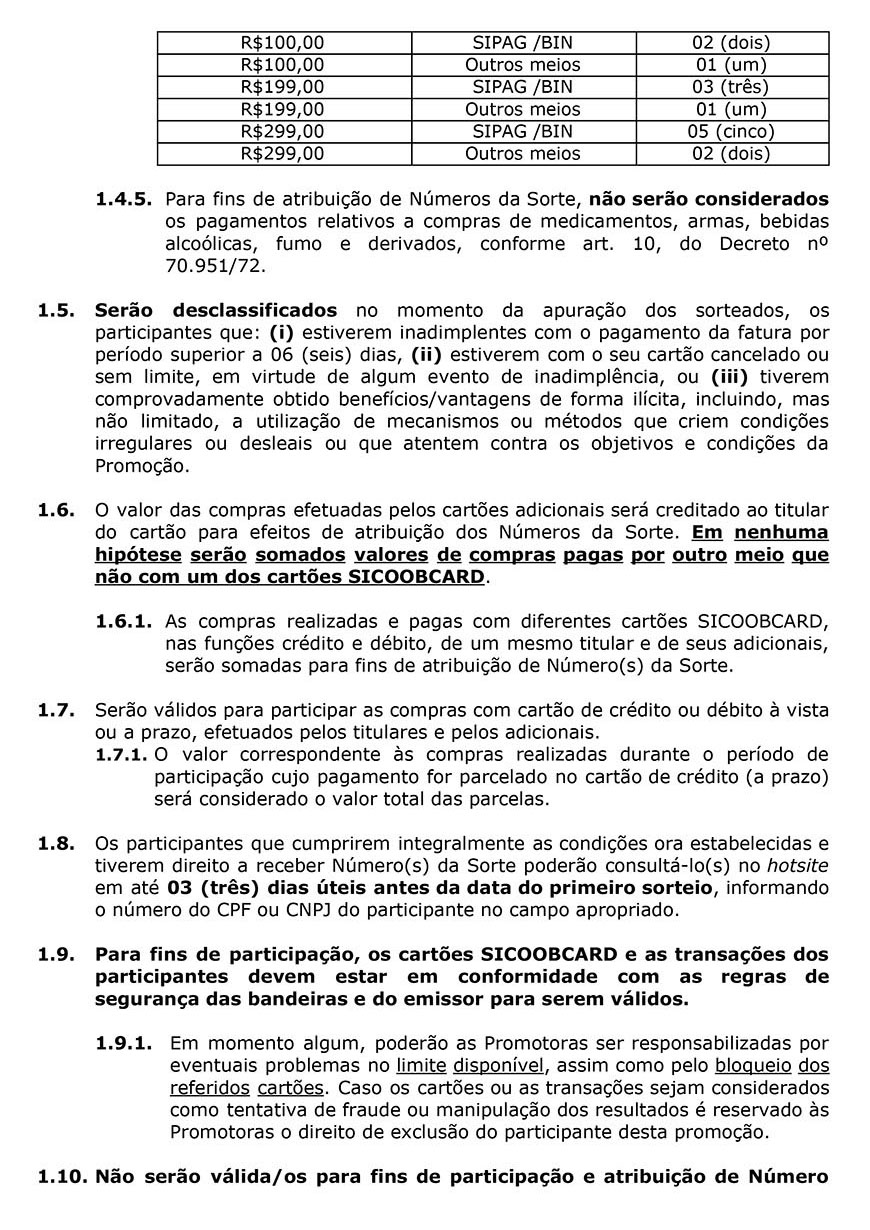 R$100,00 SIPAG /BIN 02 (dois)
R$100,00 Outros meios 01 (um)
R$199,00 SIPAG /BIN 03 (três)
R$199,00 Outros meios 01 (um)
R$299,00 SIPAG /BIN 05 (cinco)
R$299,00 Outros meios 02 (dois)
1.4.5. Para fins de atribuição de Números da Sorte, não serão considerados
os pagamentos relativos a compras de medicamentos, armas, bebidas
alcoólicas, fumo e derivados, conforme art. 10, do Decreto nº
70.951/72.
1.5. Serão desclassificados no momento da apuração dos sorteados, os
participantes que: (i) estiverem inadimplentes com o pagamento da fatura por
período superior a 06 (seis) dias, (ii) estiverem com o seu cartão cancelado ou
sem limite, em virtude de algum evento de inadimplência, ou (iii) tiverem
comprovadamente obtido benefícios/vantagens de forma ilícita, incluindo, mas
não limitado, a utilização de mecanismos ou métodos que criem condições
irregulares ou desleais ou que atentem contra os objetivos e condições da
Promoção.
1.6. O valor das compras efetuadas pelos cartões adicionais será creditado ao titular
do cartão para efeitos de atribuição dos Números da Sorte. Em nenhuma
hipótese serão somados valores de compras pagas por outro meio que
não com um dos cartões SICOOBCARD.
1.6.1. As compras realizadas e pagas com diferentes cartões SICOOBCARD,
nas funções crédito e débito, de um mesmo titular e de seus adicionais,
serão somadas para fins de atribuição de Número(s) da Sorte.
1.7. Serão válidos para participar as compras com cartão de crédito ou débito à vista
ou a prazo, efetuados pelos titulares e pelos adicionais.
1.7.1. O valor correspondente às compras realizadas durante o período de
participação cujo pagamento for parcelado no cartão de crédito (a prazo)
será considerado o valor total das parcelas.
1.8. Os participantes que cumprirem integralmente as condições ora estabelecidas e
tiverem direito a receber Número(s) da Sorte poderão consultá-lo(s) no hotsite
em até 03 (três) dias úteis antes da data do primeiro sorteio, informando
o número do CPF ou CNPJ do participante no campo apropriado.
1.9. Para fins de participação, os cartões SICOOBCARD e as transações dos
participantes devem estar em conformidade com as regras de
segurança das bandeiras e do emissor para serem válidos.
1.9.1. Em momento algum, poderão as Promotoras ser responsabilizadas por
eventuais problemas no limite disponível, assim como pelo bloqueio dos
referidos cartões. Caso os cartões ou as transações sejam considerados
como tentativa de fraude ou manipulação dos resultados é reservado às
Promotoras o direito de exclusão do participante desta promoção.
1.10. Não serão válida/os para fins de participação e atribuição de Número